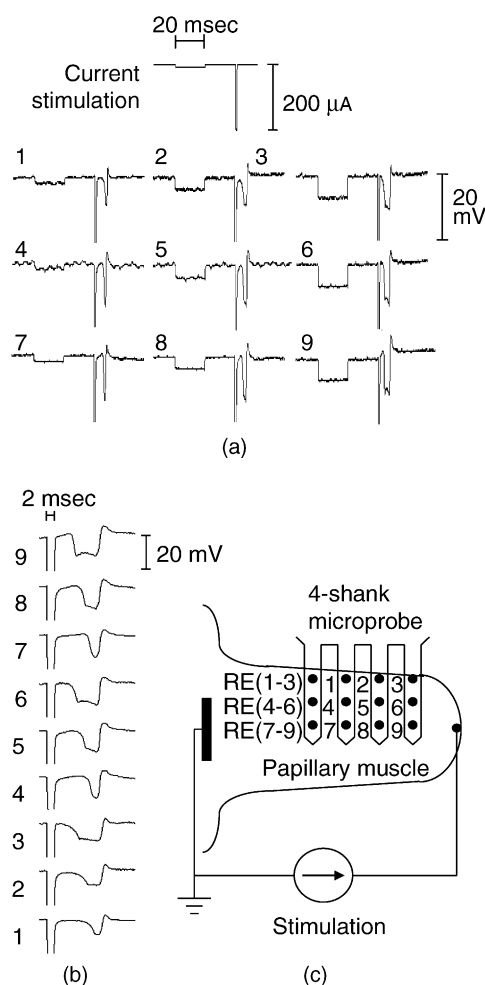 20 msec
Current
stimulation
200 μA
1
2
3
20
mV
4
5
6
7
8
9
(a)
2 msec
9
20 mV
8
7
6
5
4
3
2
1
(b)
4-shank
microprobe
RE(1-3) 1 2 3
RE(4-6) 4 5 6
RE(7-9) 7 8 9
Papillary muscle
Stimulation
(c)